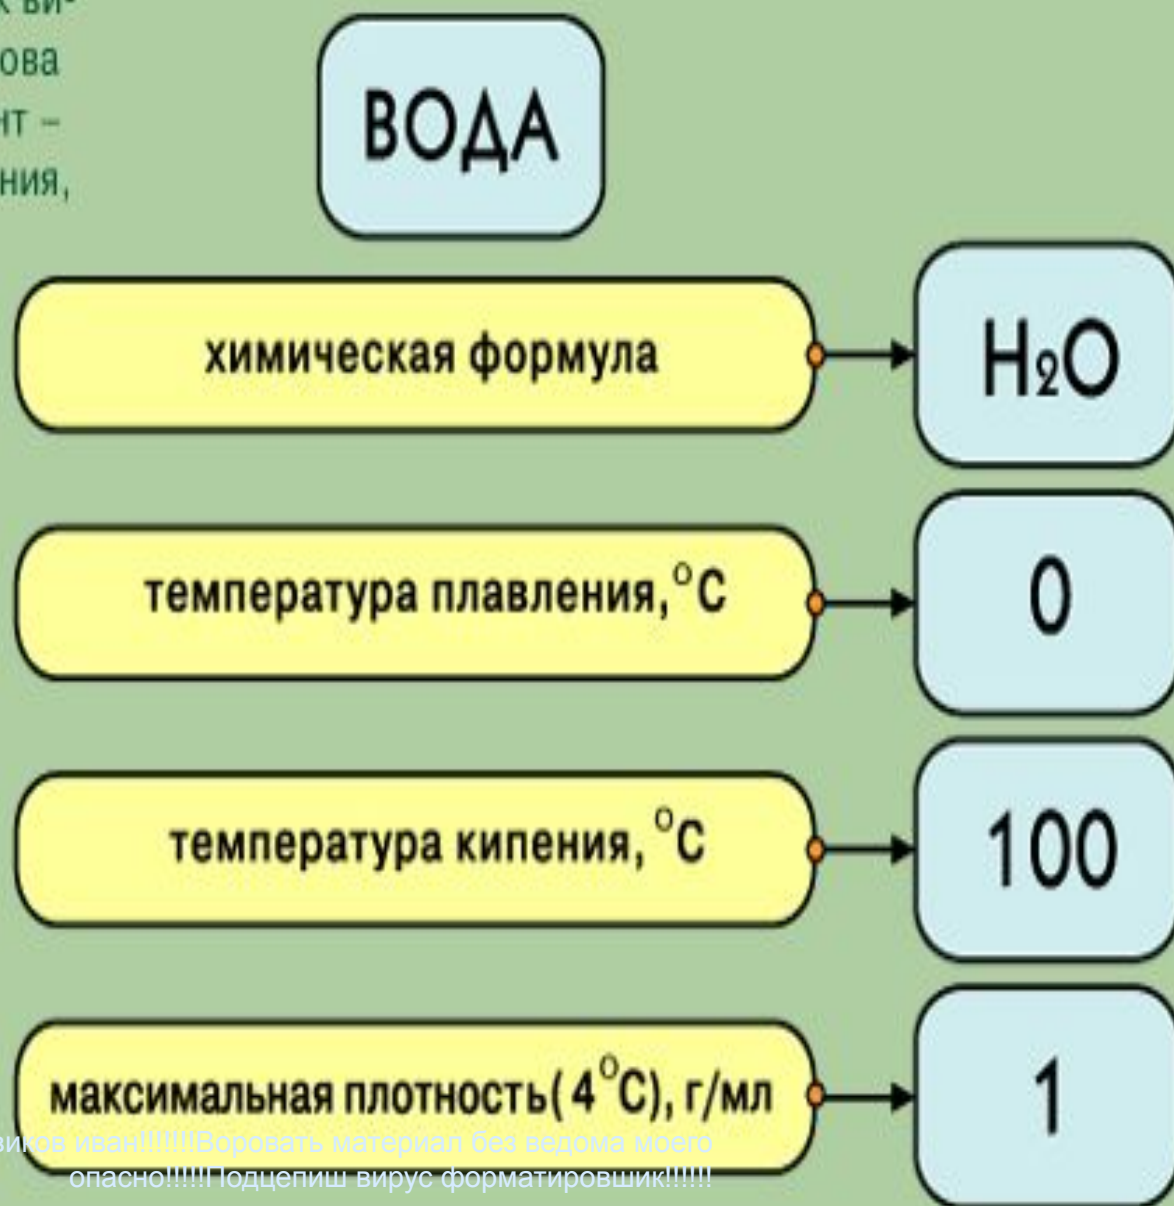 ова
нт –
ния,
ВОДА
химическая формула
H₂O
температура плавления, °C
0
температура кипения, °C
100
максимальная плотность( 4°C), г/мл
1
иван!!!!!!!Воровать материал без ведома моего
опасно!!!!!Подцепиш вирус форматировшик!!!!!!